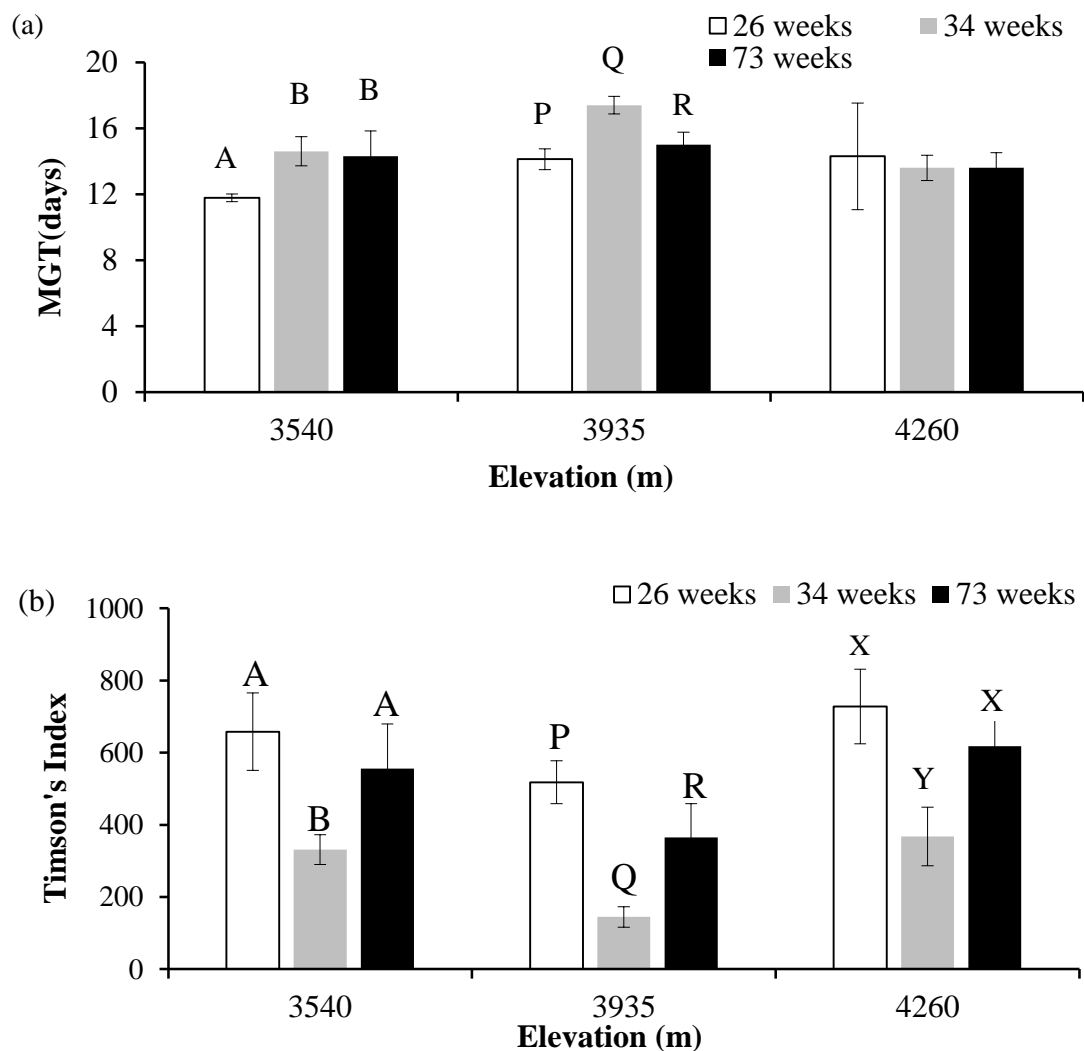 (a)
26 weeks 34 weeks
73 weeks
20
16
12
8
4
0
MGT(days)
A B B
P Q R
3540 3935 4260
Elevation (m)
(b)
26 weeks 34 weeks 73 weeks
1000
800
600
400
200
0
Timson's Index
A B A
P Q R
X Y X
3540 3935 4260
Elevation (m)